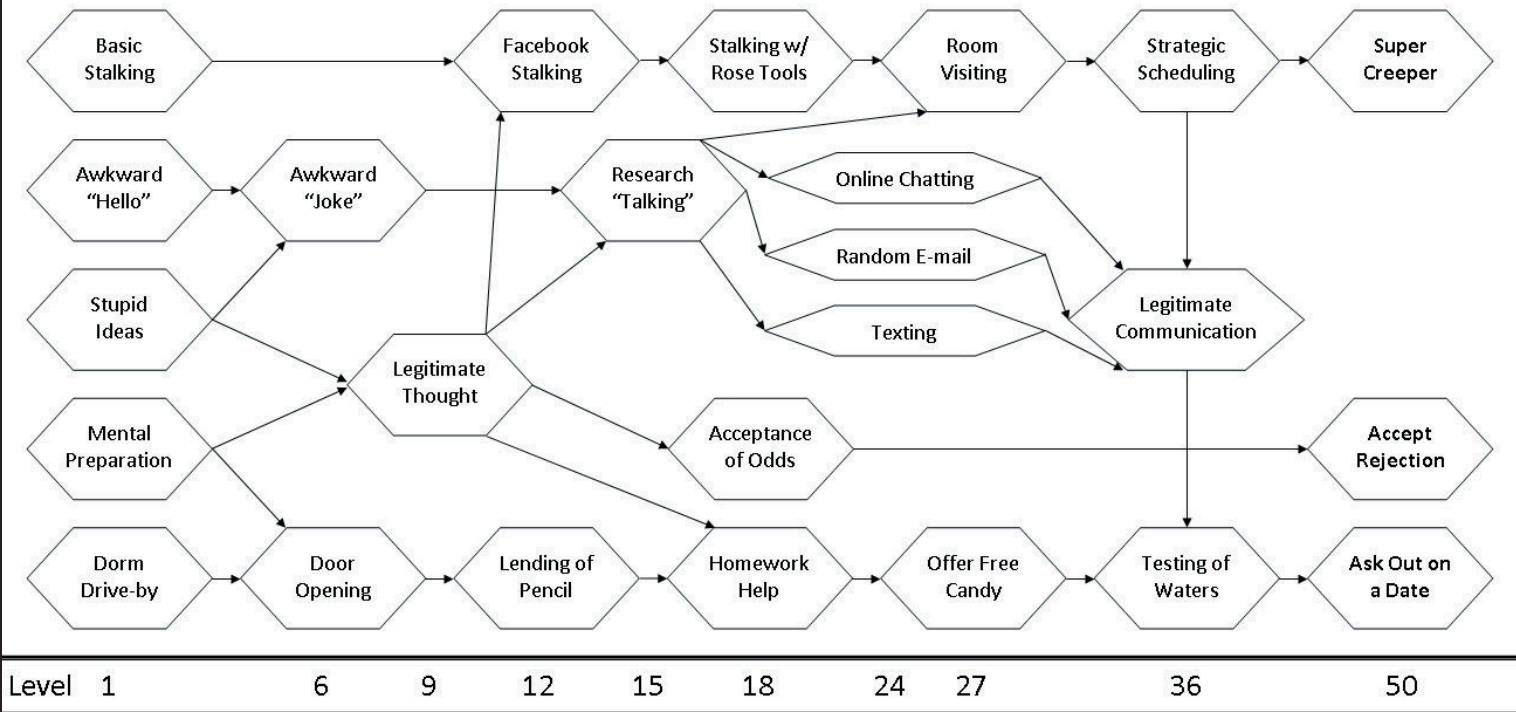 Basic
Stalking
Facebook
Stalking
Stalking w/
Rose Tools
Room
Visiting
Strategic
Scheduling
Super
Creeper
Awkward
“Hello”
Awkward
“Joke”
Research
“Talking”
Online Chatting
Random E-mail
Texting
Legitimate
Communication
Stupid
Ideas
Legitimate
Thought
Mental
Preparation
Acceptance
of Odds
Accept
Rejection
Dorm
Drive-by
Door
Opening
Lending of
Pencil
Homework
Help
Offer Free
Candy
Testing of
Waters
Ask Out on
a Date
Level 1 6 9 12 15 18 24 27 36 50